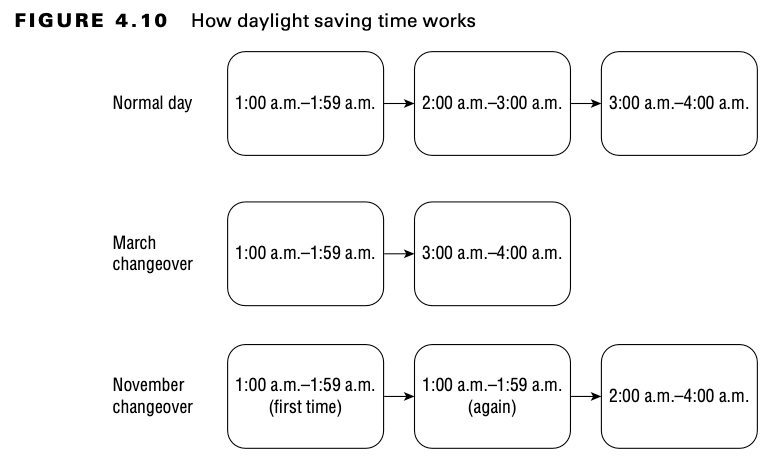 FIGURE 4.10 How daylight saving time works
Normal day
1:00 a.m.–1:59 a.m.
2:00 a.m.–3:00 a.m.
3:00 a.m.–4:00 a.m.
March
changeover
1:00 a.m.–1:59 a.m.
3:00 a.m.–4:00 a.m.
November
changeover
1:00 a.m.–1:59 a.m.
(first time)
1:00 a.m.–1:59 a.m.
(again)
2:00 a.m.–4:00 a.m.